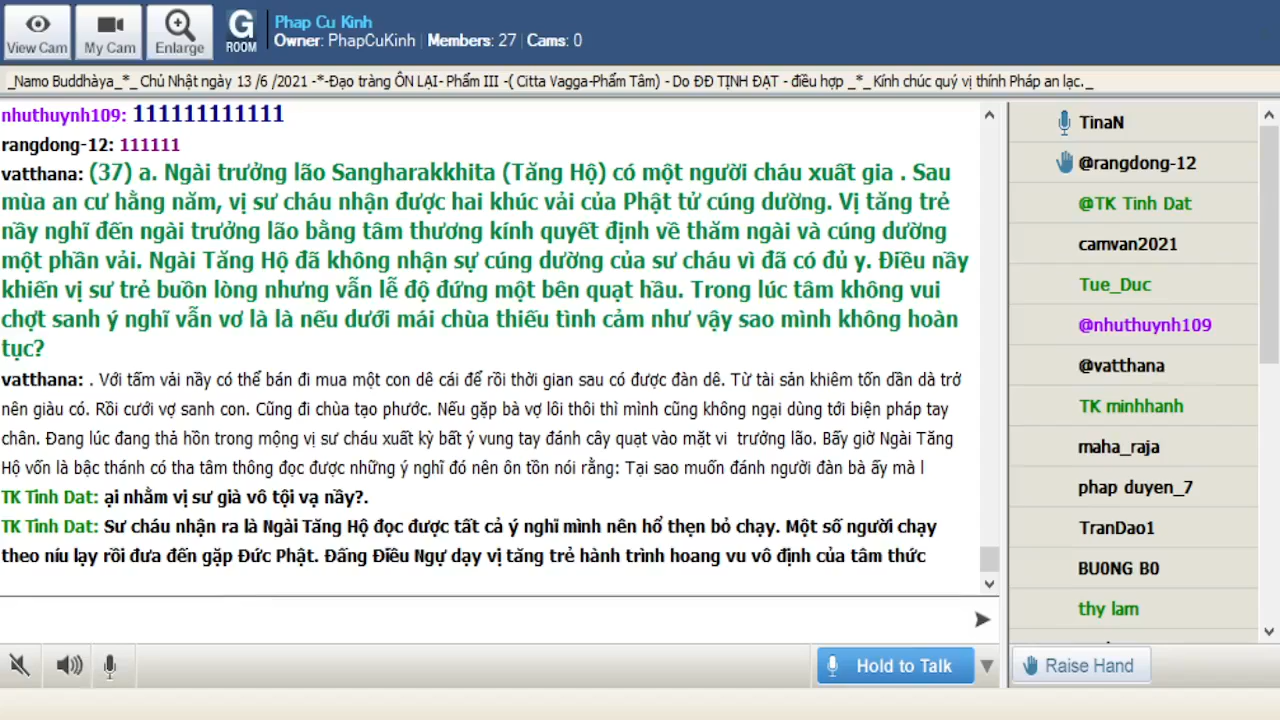 View Cam
My Cam
Enlarge
G
ROOM
Phap Cu Kinh
Owner: PhapCuKinh Members: 27 Cams: 0
_Namo Buddhàya_*_ Chủ Nhật ngày 13 /6 /2021 -*-Đạo tràng ÔN LẠI- Phẩm III -( Citta Vagga-Phẩm Tâm) - Do ĐĐ TỊNH ĐẠT - điều hợp _*_Kính chúc quý vị thính Pháp an lạc._
nhuthuynh109: 111111111111
rangdong-12: 111111
vatthana: (37) a. Ngài trưởng lão Sangharakkhita (Tăng Hộ) có một người cháu xuất gia . Sau
mùa an cư hằng năm, vị sư cháu nhận được hai khúc vải của Phật tử cúng dường. Vị tăng trẻ
nầy nghĩ đến ngài trưởng lão bằng tâm thương kính quyết định về thăm ngài và cúng dường
một phần vải. Ngài Tăng Hộ đã không nhận sự cúng dường của sư cháu vì đã có đủ y. Điều nầy
khiến vị sư trẻ buồn lòng nhưng vẫn lễ độ đứng một bên quạt hầu. Trong lúc tâm không vui
chợt sanh ý nghĩ vẫn vơ là là nếu dưới mái chùa thiếu tình cảm như vậy sao mình không hoàn
tục?
vatthana: . Với tấm vải nầy có thể bán đi mua một con dê cái để rồi thời gian sau có được đàn dê. Từ tài sản khiêm tốn dần dà trở
nên giàu có. Rồi cưới vợ sanh con. Cũng đi chùa tạo phước. Nếu gặp bà vợ lôi thôi thì mình cũng không ngại dùng tới biện pháp tay
chân. Đang lúc đang thả hồn trong mộng vị sư cháu xuất kỳ bất ý vung tay đánh cây quạt vào mặt vi trưởng lão. Bấy giờ Ngài Tăng
Hộ vốn là bậc thánh có tha tâm thông đọc được những ý nghĩ đó nên ôn tồn nói rằng: Tại sao muốn đánh người đàn bà ấy mà l
TK Tinh Dat: ại nhằm vị sư già vô tội vạ nầy?.
TK Tinh Dat: Sư cháu nhận ra là Ngài Tăng Hộ đọc được tất cả ý nghĩ mình nên hổ thẹn bỏ chạy. Một số người chạy
theo níu lạy rồi đưa đến gặp Đức Phật. Đấng Điều Ngự dạy vị tăng trẻ hành trình hoang vu vô định của tâm thức
Hold to Talk
TinaN
@rangdong-12
@TK Tinh Dat
camvan2021
Tue_Duc
@nhuthuynh109
@vatthana
TK minhhanh
maha_raja
phap duyen_7
TranDao1
BU0NG B0
thy lam
Raise Hand